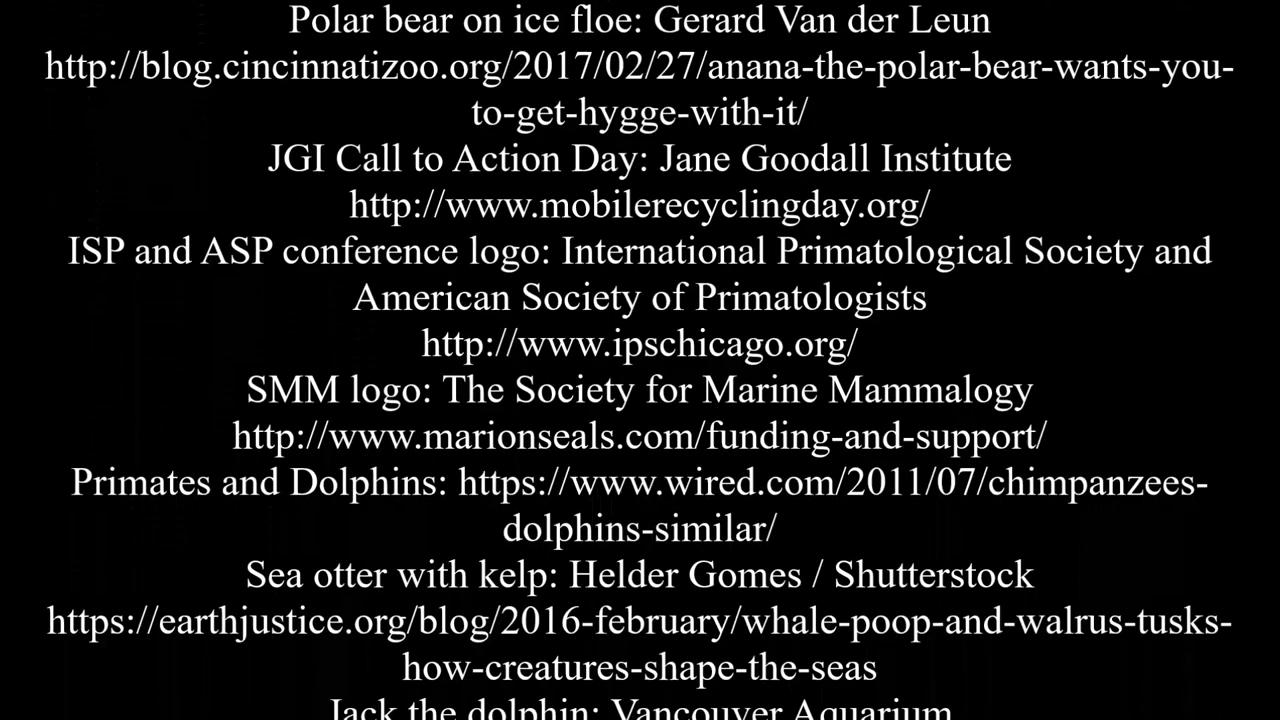 Polar bear on ice floe: Gerard Van der Leun
http://blog.cincinnatizoo.org/2017/02/27/anana-the-polar-bear-wants-you-
to-get-hygge-with-it/
JGI Call to Action Day: Jane Goodall Institute
http://www.mobilerecyclingday.org/
ISP and ASP conference logo: International Primatological Society and
American Society of Primatologists
http://www.ipschicago.org/
SMM logo: The Society for Marine Mammalogy
http://www.marionseals.com/funding-and-support/
Primates and Dolphins: https://www.wired.com/2011/07/chimpanzees-
dolphins-similar/
Sea otter with kelp: Helder Gomes / Shutterstock
https://earthjustice.org/blog/2016-february/whale-poop-and-walrus-tusks-
how-creatures-shape-the-seas
Jack the dolphin: Vancouver Aquarium